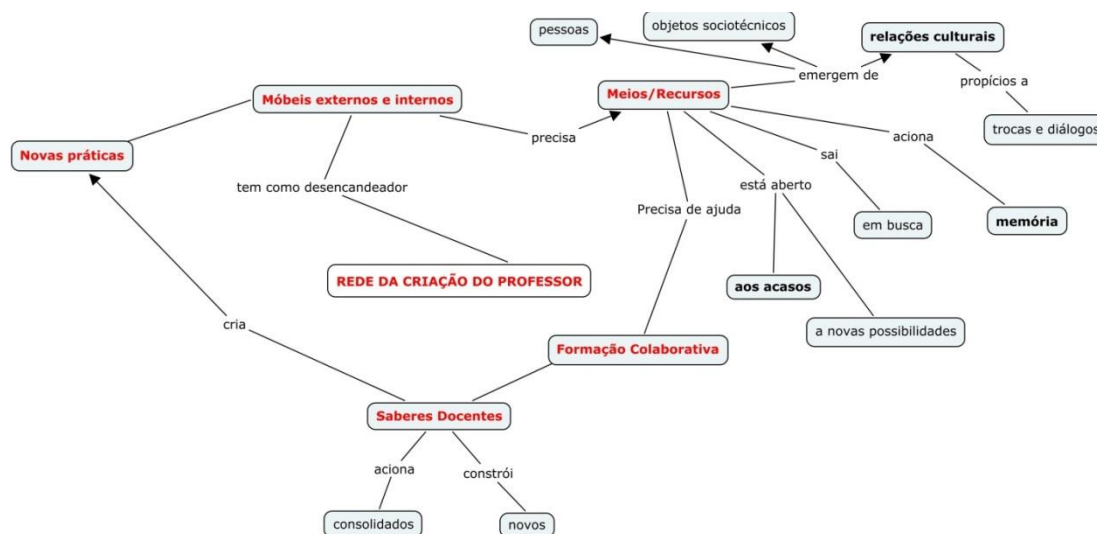 pessoas
objetos sociotécnicos
relações culturais
emergem de
propícios a
Móbeis externos e internos
Meios/Recursos
precisa
aciona
trocas e diálogos
Novas práticas
sai
tem como desencandeador
está aberto
Precisa de ajuda
em busca
memória
REDE DA CRIAÇÃO DO PROFESSOR
aos acasos
cria
a novas possibilidades
Formação Colaborativa
Saberes Docentes
aciona
constrói
consolidados
novos